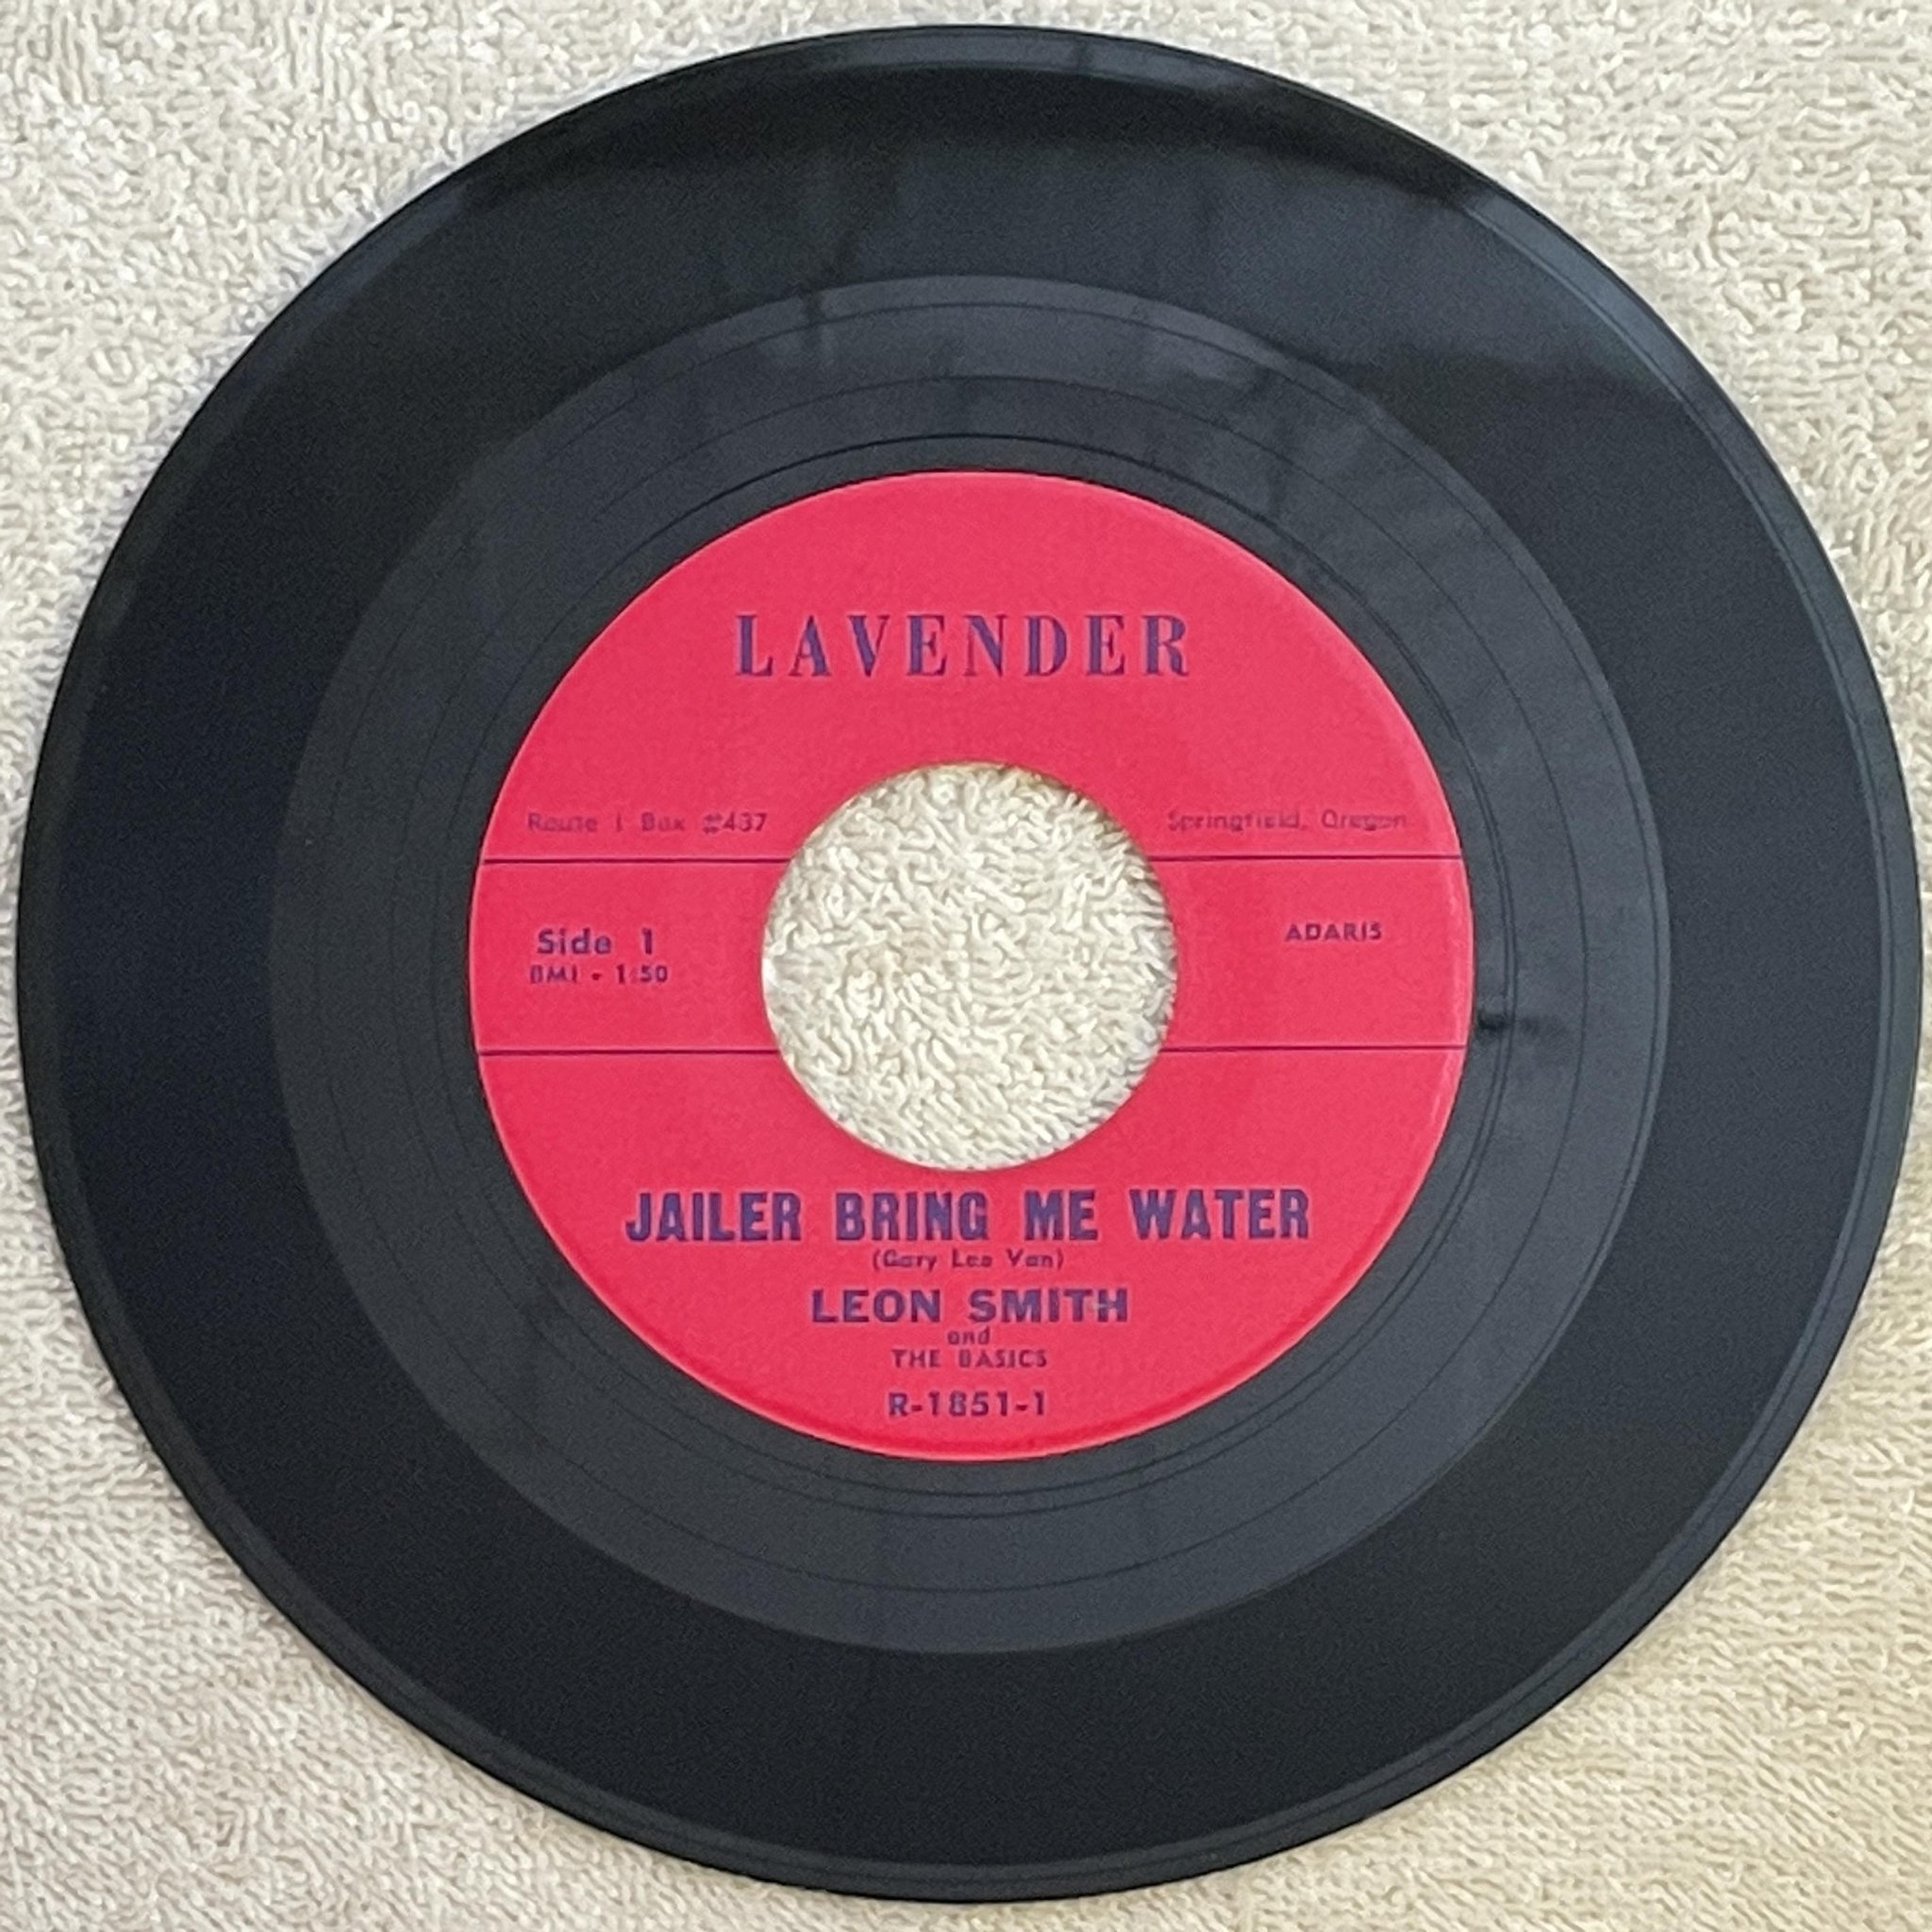 LAVENDER
Route 1 Box #437
Springfield, Oregon
Side 1
BMI - 1:50
ADARIS
JAILER BRING ME WATER
(Gary Lee Van)
LEON SMITH
and
THE BASICS
R-1851-1